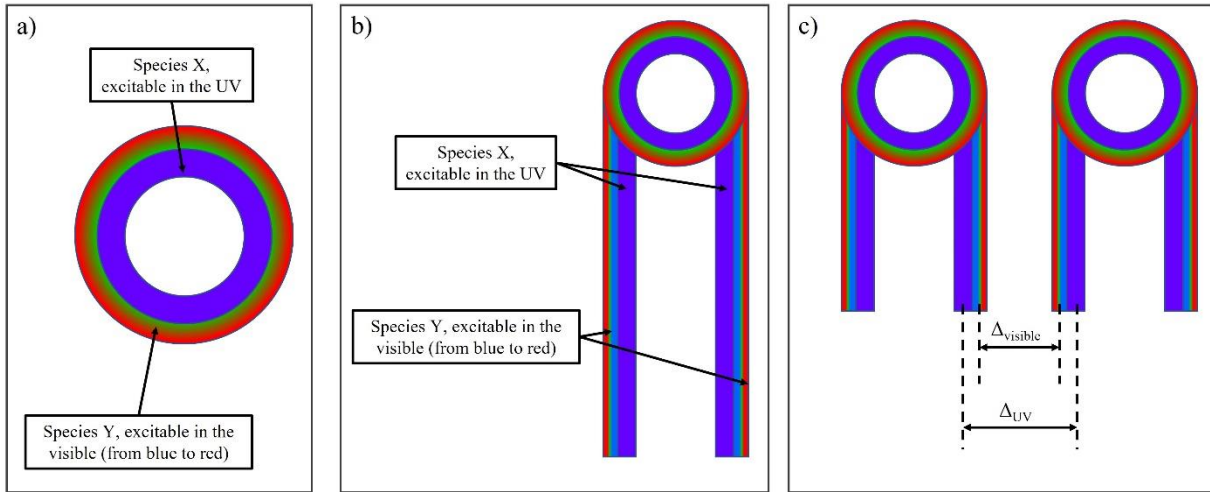 a)
Species X,
excitable in the UV
Species Y, excitable in the
visible (from blue to red)
b)
Species X,
excitable in the UV
Species Y, excitable in the
visible (from blue to red)
c)
Δvisible
ΔUV